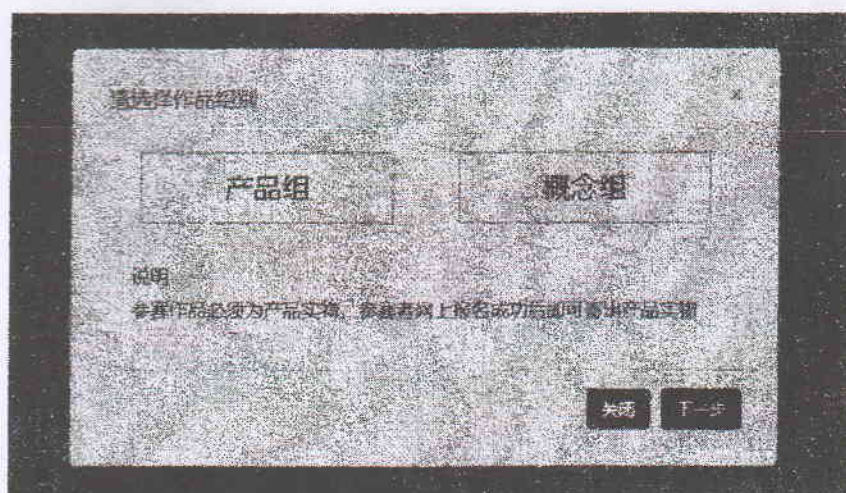 请选择作品组别
×
产品组 概念组
说明
参赛作品必须为产品实物，参赛者网上报名成功后即可寄出产品实物
关闭 下一步